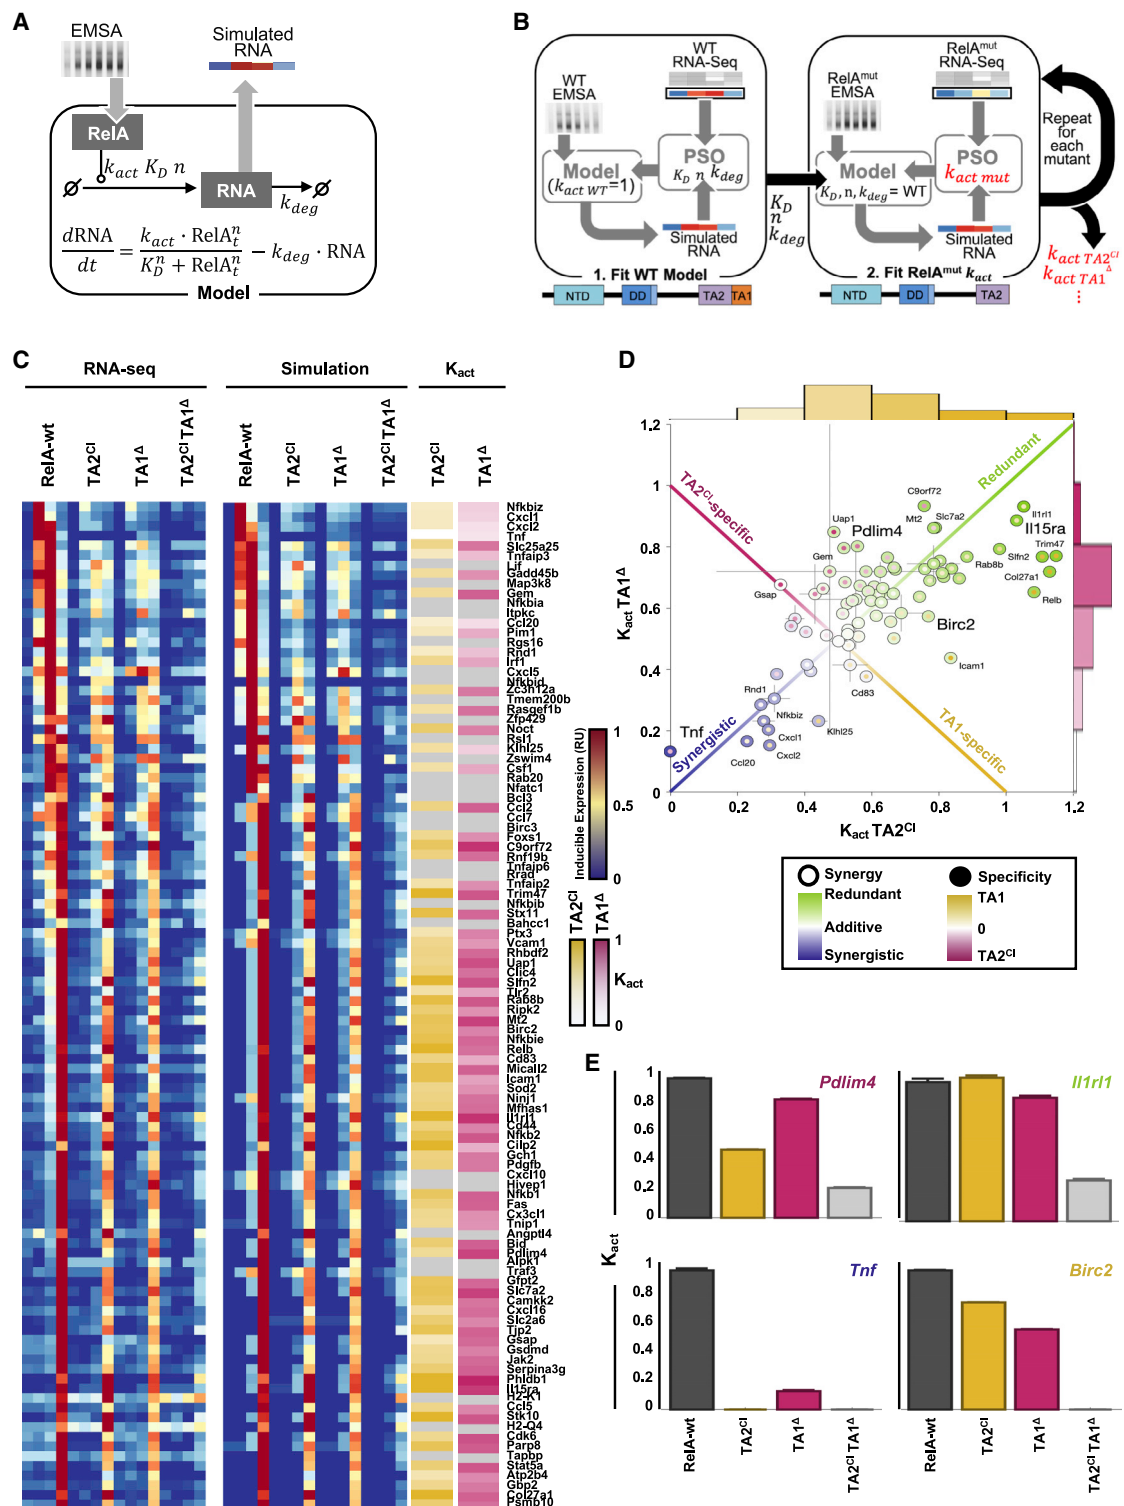 A
EMSA
Simulated
RNA
RelA
k_act K_D n
RNA
k_deg
dRNA/dt = k_act · RelA_t^n / (K_D^n + RelA_t^n) − k_deg · RNA
Model
B
WT
RNA-Seq
WT
EMSA
Model
(k_act WT=1)
PSO
K_D n k_deg
Simulated
RNA
1. Fit WT Model
NTD
DD
TA2
TA1
K_D
n
k_deg
RelA^mut
RNA-Seq
RelA^mut
EMSA
Model
K_D, n, k_deg = WT
PSO
k_act mut
Simulated
RNA
2. Fit RelA^mut k_act
NTD
DD
TA2
Repeat
for
each
mutant
k_act TA2^CI
k_act TA1^Δ
⋮
C
RNA-seq
Simulation
K_act
RelA-wt
TA2^CI
TA1^Δ
TA2^CI TA1^Δ
RelA-wt
TA2^CI
TA1^Δ
TA2^CI TA1^Δ
TA2^CI
TA1^Δ
Nfkbiz
Cxcl1
Cxcl2
Tnf
Slc25a25
Tnfaip3
Lif
Gadd45b
Map3k8
Gem
Nfkbia
Itpkc
Ccl20
Pim1
Rgs16
Rnd1
Irf1
Cxcl5
Nfkbid
Zc3h12a
Tmem200b
Rasgef1b
Zfp429
Noct
Rsl1
Klhl25
Zswim4
Csf1
Rab20
Nfatc1
Bcl3
Ccl2
Ccl7
Birc3
Foxs1
C9orf72
Rnf19b
Tnfaip6
Rrad
Tnfaip2
Trim47
Nfkbib
Stx11
Bahcc1
Ptx3
Vcam1
Rhbdf2
Uap1
Clic4
Slfn2
Tlr2
Rab8b
Ripk2
Mt2
Birc2
Nfkbie
Relb
Cd83
Micall2
Icam1
Sod2
Ninj1
Mfhas1
Il1rl1
Cd44
Nfkb2
Cilp2
Gch1
Pdgfb
Cxcl10
Hivep1
Nfkb1
Fas
Cx3cl1
Tnip1
Angptl4
Bid
Pdlim4
Alpk1
Traf3
Gfpt2
Slc7a2
Camkk2
Cxcl16
Slc2a6
Tjp2
Gsap
Gsdmd
Jak2
Serpina3g
Phldb1
Il15ra
H2-K1
Ccl5
Stk10
H2-Q4
Cdk6
Parp8
Tapbp
Stat5a
Atp2b4
Gbp2
Col27a1
Psmb10
Inducible Expression (RU)
1
0.5
0
TA2^CI
TA1^Δ
1
K_act
0
D
1.2
1
0.8
0.6
0.4
0.2
0
K_act TA1^Δ
0
0.2
0.4
0.6
0.8
1
1.2
K_act TA2^CI
TA2^CI-specific
Redundant
Synergistic
TA1-specific
C9orf72
Uap1
Pdlim4
Mt2
Slc7a2
Il1rl1
Il15ra
Trim47
Gem
Slfn2
Rab8b
Col27a1
Gsap
Relb
Birc2
Icam1
Cd83
Rnd1
Nfkbiz
Tnf
Klhl25
Cxcl1
Ccl20
Cxcl2
Synergy
Redundant
Additive
Synergistic
Specificity
TA1
0
TA2^CI
E
K_act
1
0.8
0.6
0.4
0.2
0
Pdlim4
Il1rl1
1
0.8
0.6
0.4
0.2
0
Tnf
Birc2
RelA-wt
TA2^CI
TA1^Δ
TA2^CI TA1^Δ
RelA-wt
TA2^CI
TA1^Δ
TA2^CI TA1^Δ